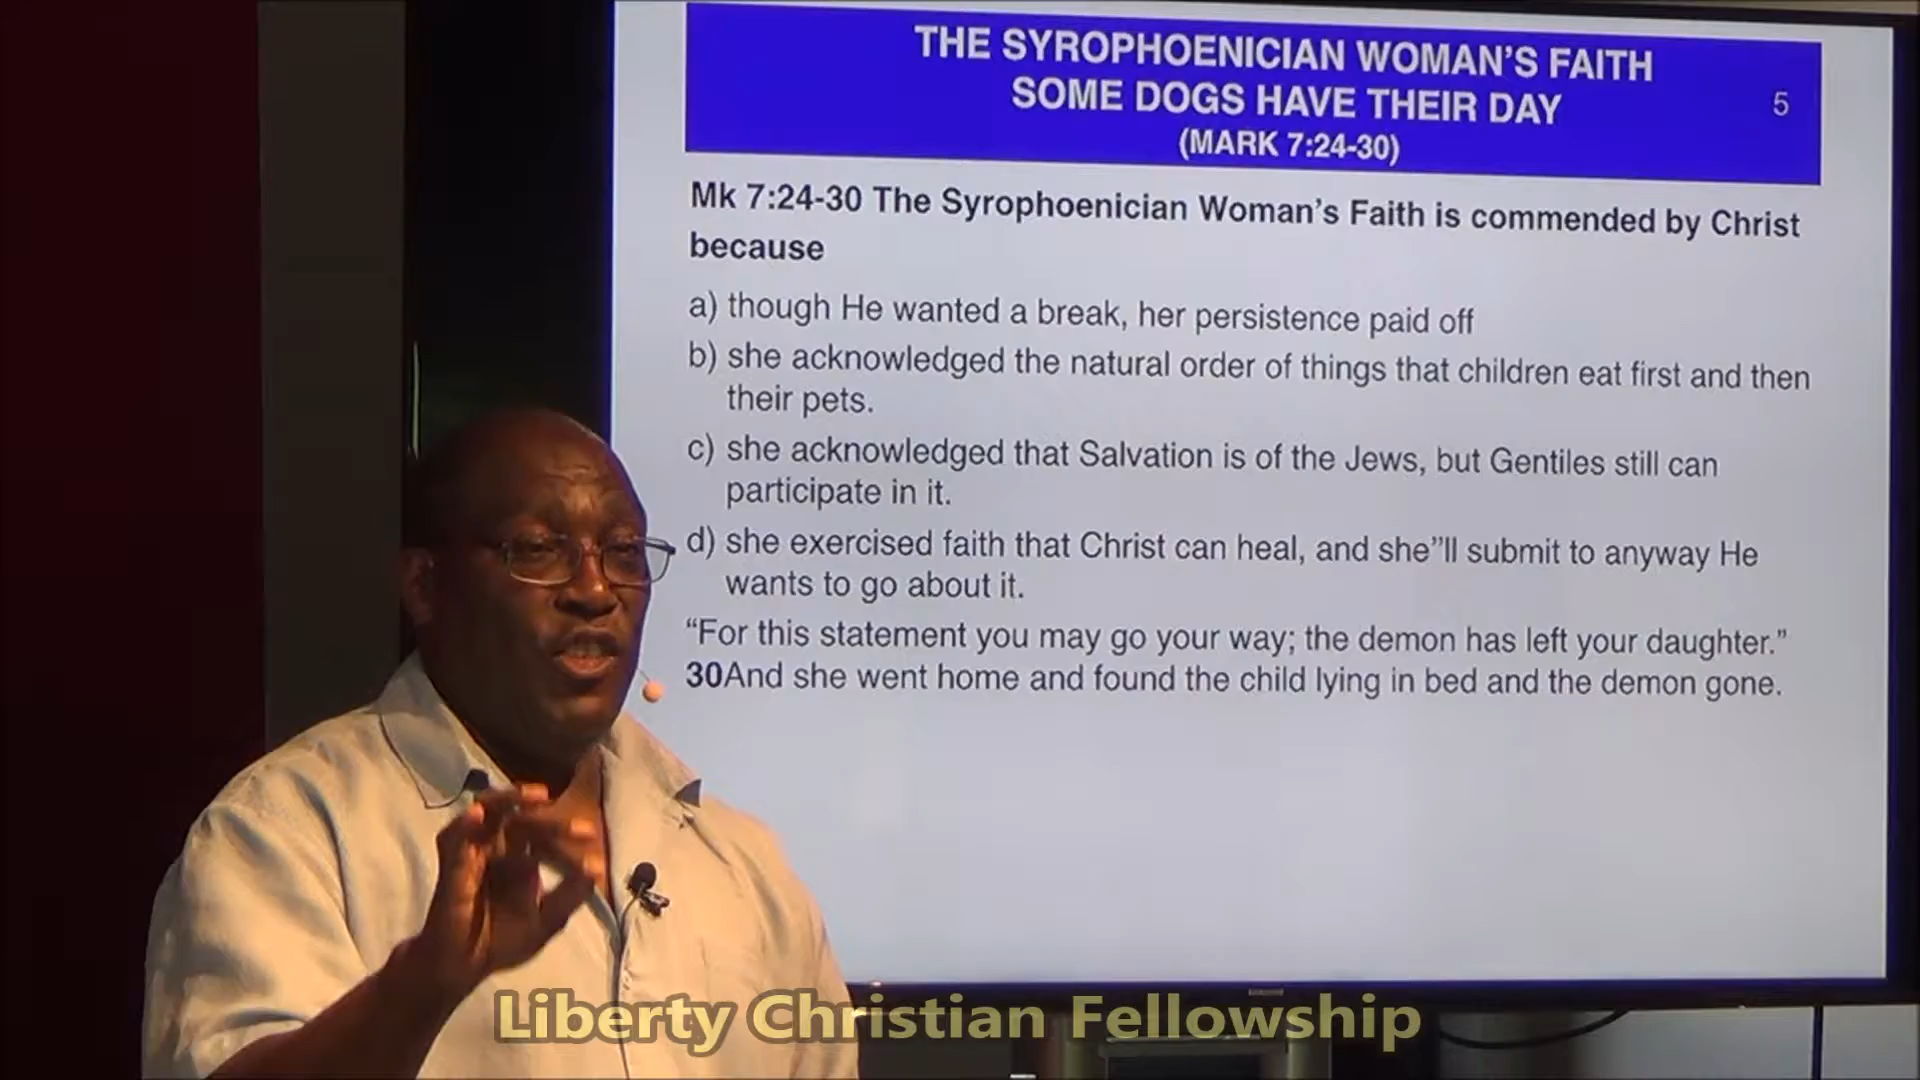 THE SYROPHOENICIAN WOMAN'S FAITH
SOME DOGS HAVE THEIR DAY
5
(MARK 7:24-30)
Mk 7:24-30 The Syrophoenician Woman's Faith is commended by Christ
because
a) though He wanted a break, her persistence paid off
b) she acknowledged the natural order of things that children eat first and then
their pets.
c) she acknowledged that Salvation is of the Jews, but Gentiles still can
participate in it.
d) she exercised faith that Christ can heal, and she”ll submit to anyway He
wants to go about it.
“For this statement you may go your way; the demon has left your daughter.”
30And she went home and found the child lying in bed and the demon gone.
Liberty Christian Fellowship